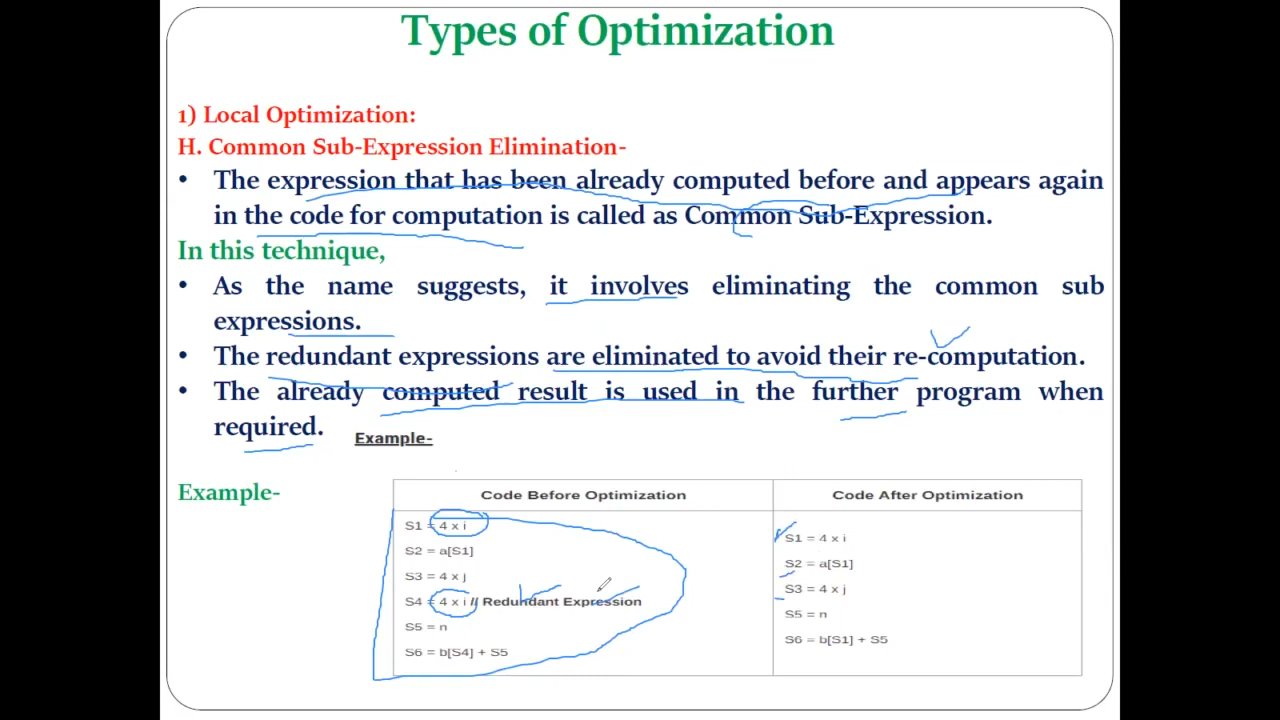 Types of Optimization
1) Local Optimization:
H. Common Sub-Expression Elimination-
• The expression that has been already computed before and appears again
in the code for computation is called as Common Sub-Expression.
In this technique,
• As the name suggests, it involves eliminating the common sub
expressions.
• The redundant expressions are eliminated to avoid their re-computation.
• The already computed result is used in the further program when
required.
Example-
Example-
Code Before Optimization
S1 = 4 x i
S2 = a[S1]
S3 = 4 x j
S4 = 4 x i // Redundant Expression
S5 = n
S6 = b[S4] + S5
Code After Optimization
S1 = 4 x i
S2 = a[S1]
S3 = 4 x j
S5 = n
S6 = b[S1] + S5